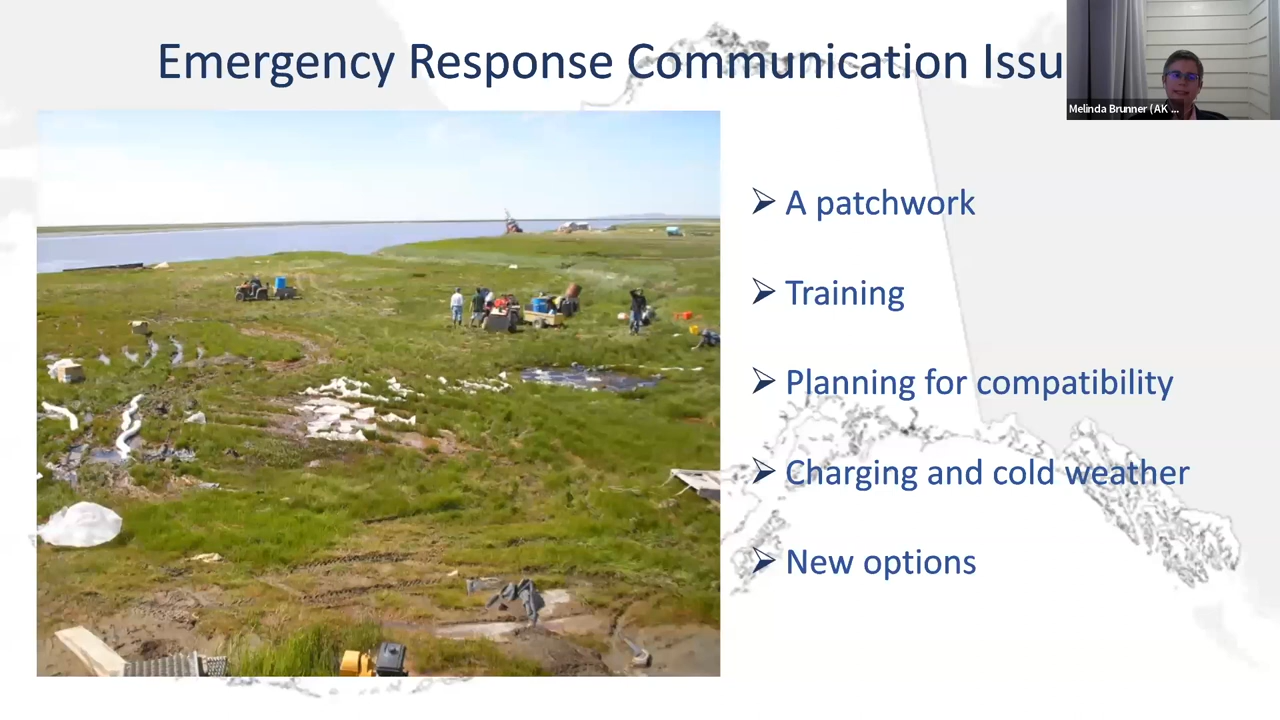 Emergency Response Communication Issu
Melinda Brunner (AK ...
A patchwork
Training
Planning for compatibility
Charging and cold weather
New options